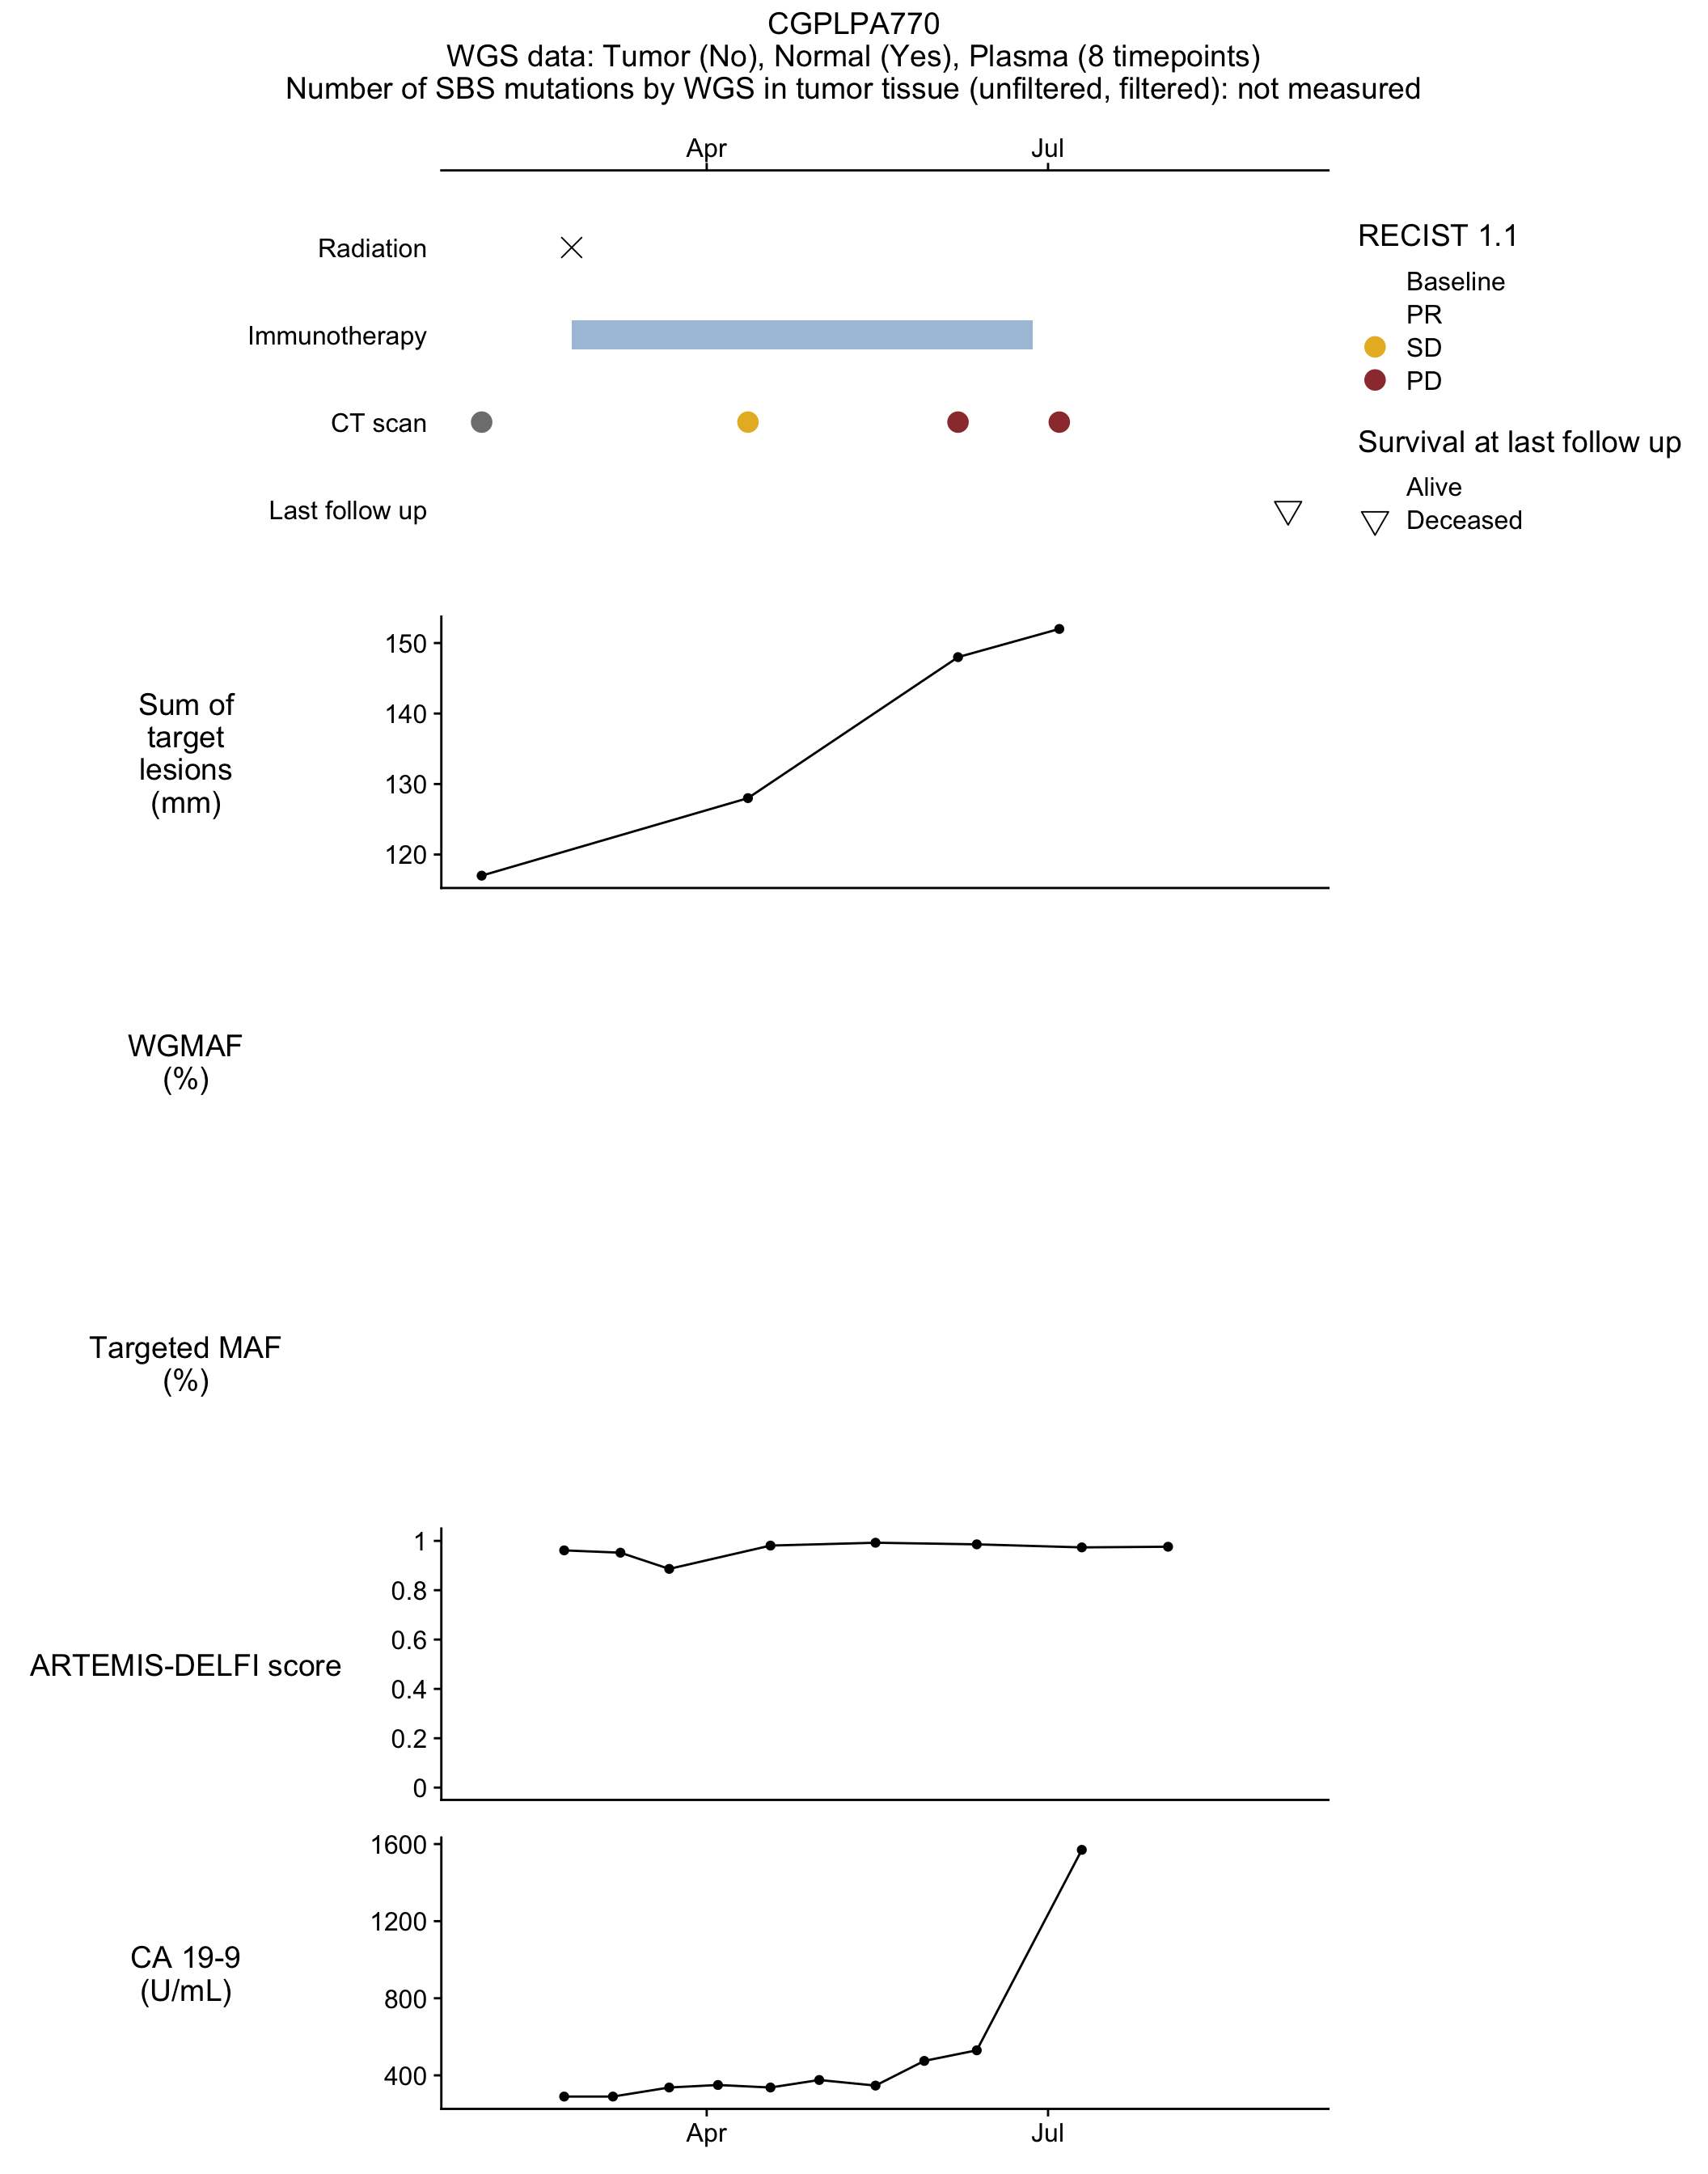 CGPLPA770
WGS data: Tumor (No), Normal (Yes), Plasma (8 timepoints)
Number of SBS mutations by WGS in tumor tissue (unfiltered, filtered): not measured
Apr
Jul
Radiation
Immunotherapy
CT scan
Last follow up
RECIST 1.1
Baseline
PR
SD
PD
Survival at last follow up
Alive
Deceased
Sum of
target
lesions
(mm)
150
140
130
120
WGMAF
(%)
Targeted MAF
(%)
ARTEMIS-DELFI score
1
0.8
0.6
0.4
0.2
0
CA 19-9
(U/mL)
1600
1200
800
400
Apr
Jul